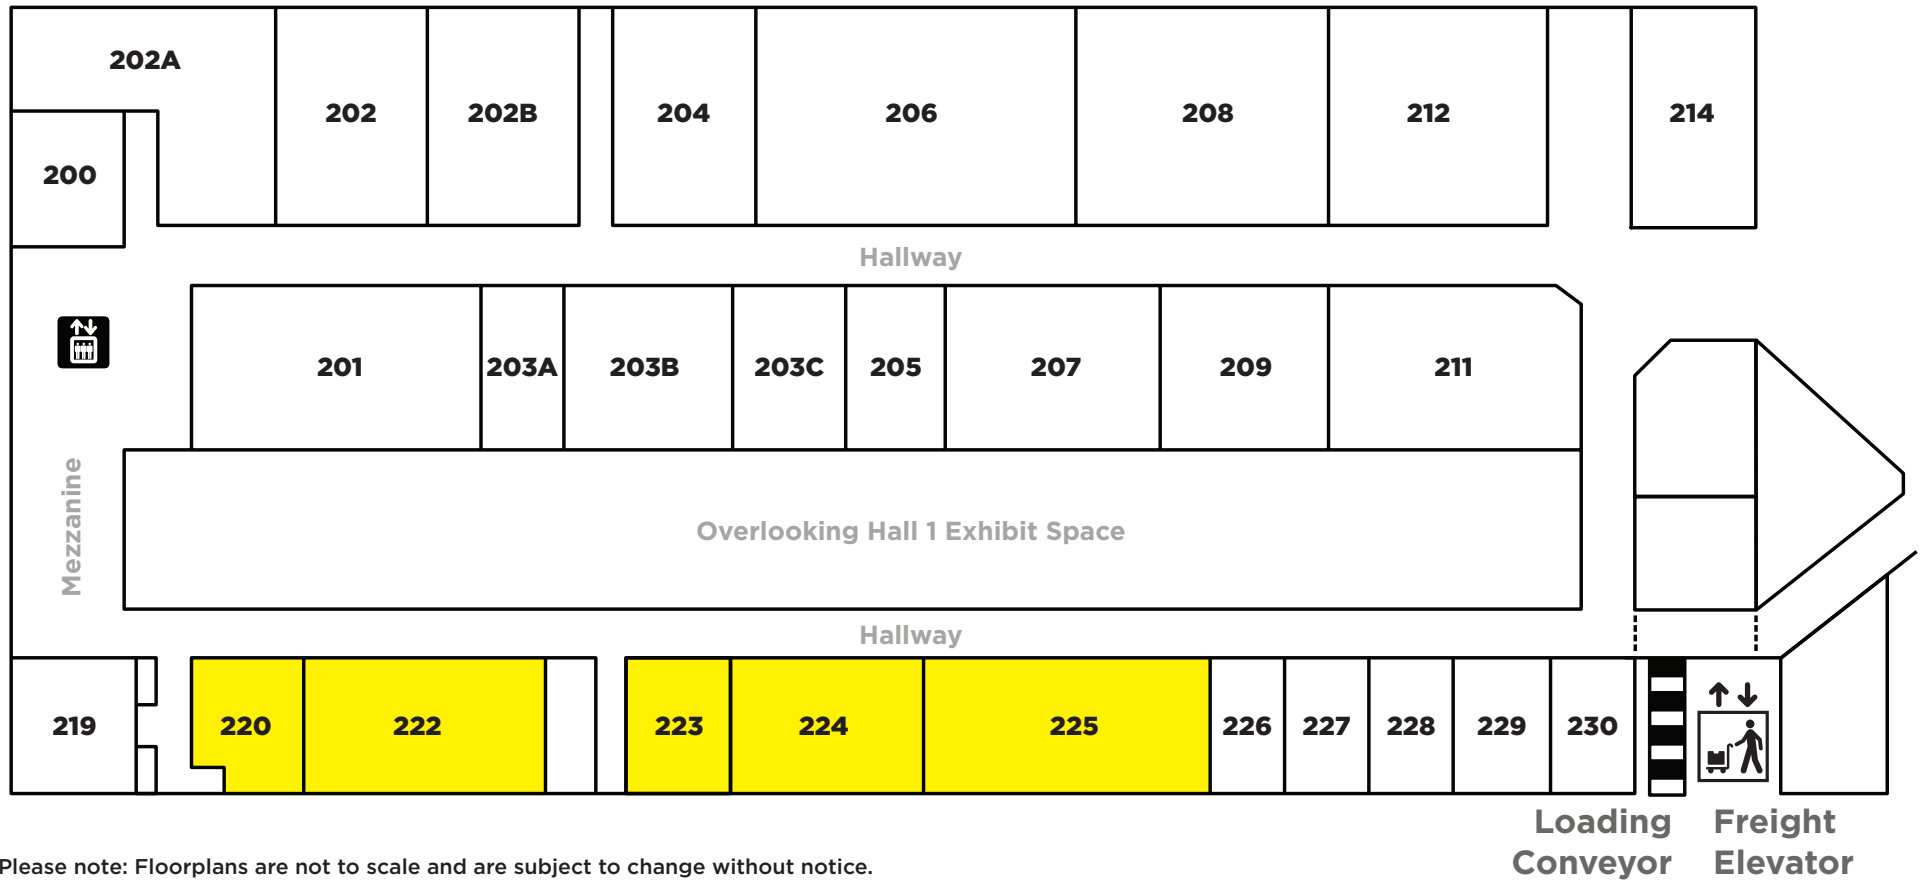 202A
202
202B
204
206
208
212
214
200
Hallway
201
203A
203B
203C
205
207
209
211
Mezzanine
Overlooking Hall 1 Exhibit Space
Hallway
219
220
222
223
224
225
226
227
228
229
230
Loading
Conveyor
Freight
Elevator
Please note: Floorplans are not to scale and are subject to change without notice.